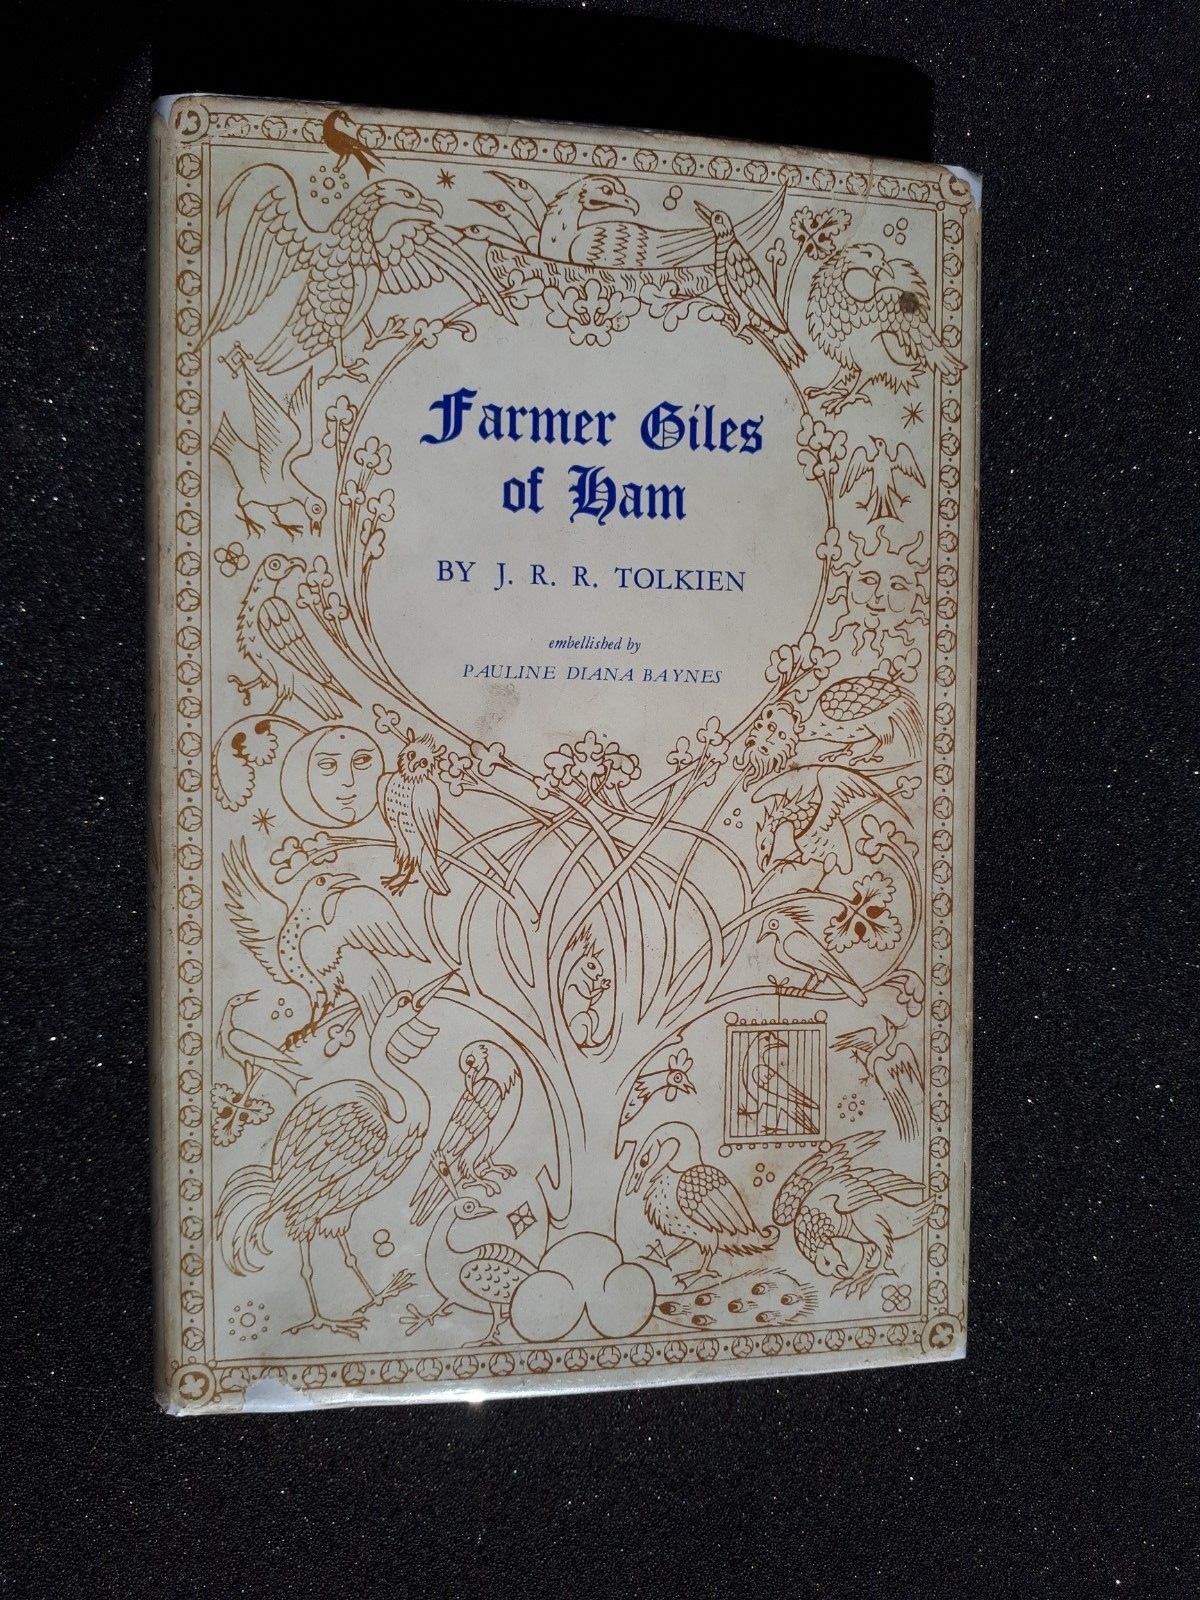 Farmer Giles
of Ham
BY J. R. R. TOLKIEN
embellished by
PAULINE DIANA BAYNES